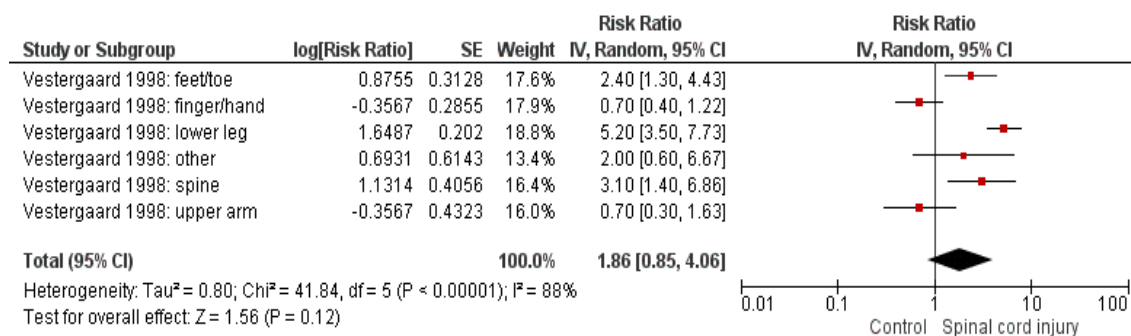 Risk Ratio Risk Ratio
Study or Subgroup log[Risk Ratio] SE Weight IV, Random, 95% CI IV, Random, 95% CI
Vestergaard 1998: feet/toe 0.8755 0.3128 17.6% 2.40 [1.30, 4.43]
Vestergaard 1998: finger/hand -0.3567 0.2855 17.9% 0.70 [0.40, 1.22]
Vestergaard 1998: lower leg 1.6487 0.202 18.8% 5.20 [3.50, 7.73]
Vestergaard 1998: other 0.6931 0.6143 13.4% 2.00 [0.60, 6.67]
Vestergaard 1998: spine 1.1314 0.4056 16.4% 3.10 [1.40, 6.86]
Vestergaard 1998: upper arm -0.3567 0.4323 16.0% 0.70 [0.30, 1.63]
Total (95% CI) 100.0% 1.86 [0.85, 4.06]
Heterogeneity: Tau² = 0.80; Chi² = 41.84, df = 5 (P < 0.00001); I² = 88%
Test for overall effect: Z = 1.56 (P = 0.12)
0.01 0.1 1 10 100
Control Spinal cord injury